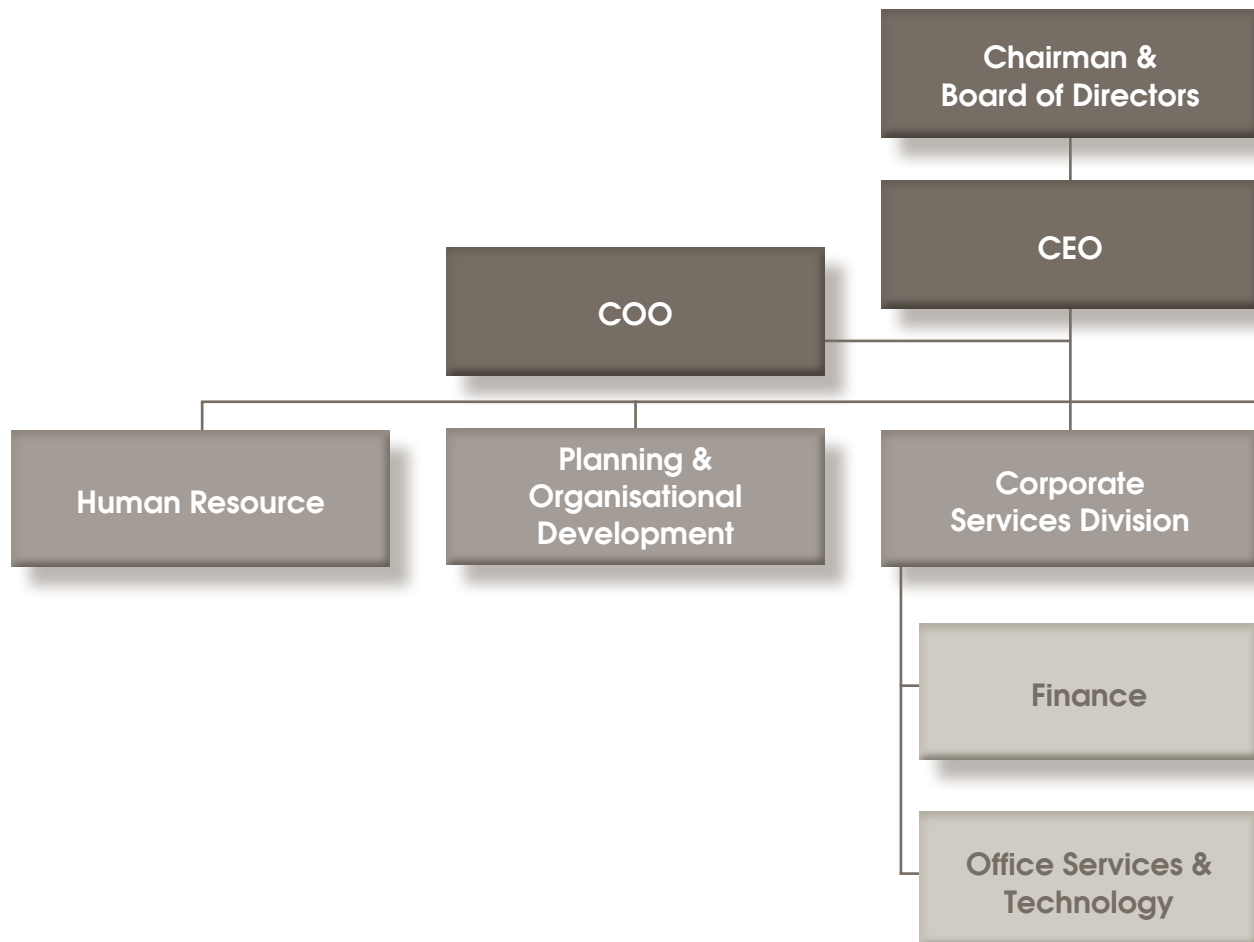 Chairman &
Board of Directors
CEO
COO
Human Resource
Planning &
Organisational
Development
Corporate
Services Division
Finance
Office Services &
Technology